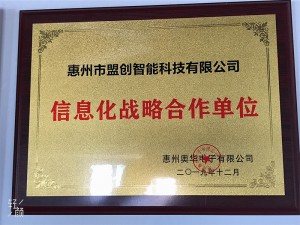 惠州市盟创智能科技有限公司
信息化战略合作单位
惠州奥华电子有限公司
二〇一九年十二月